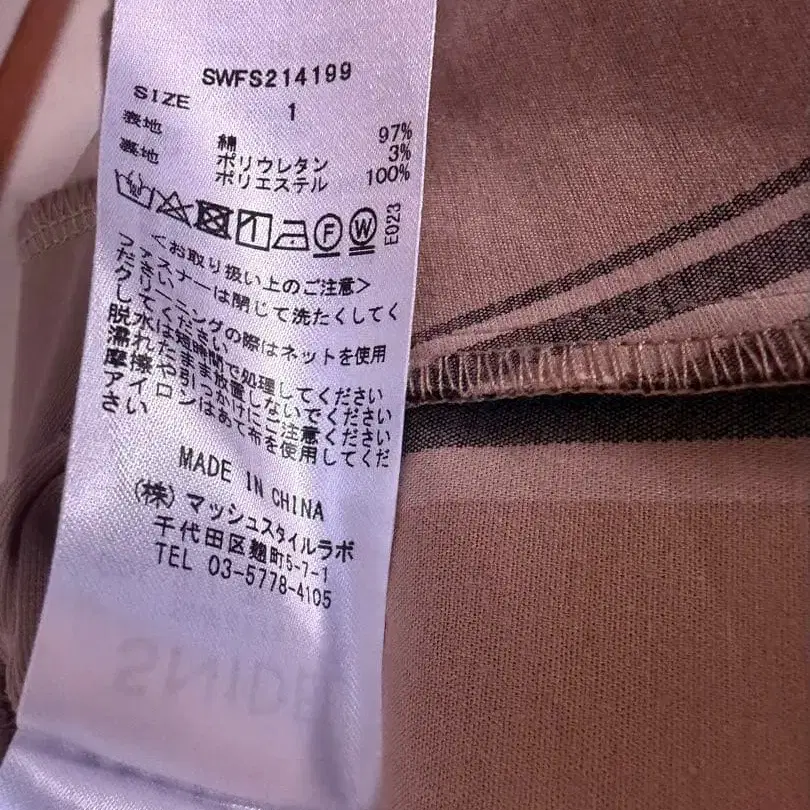 SWFS214199
SIZE 1
表地 綿 97%
ポリウレタン 3%
裏地 ポリエステル 100%
F W E023
＜お取り扱い上のご注意＞
ファスナーは閉じて洗たくしてく
ださい
クリーニングの際はネットを使用
してください
脱水は短時間で処理してください
濡れたまま放置しないでください
摩擦や引っかけにご注意ください
アイロンはあて布を使用してくだ
さい
MADE IN CHINA
(株)マッシュスタイルラボ
千代田区麹町5-7-1
TEL 03-5778-4105